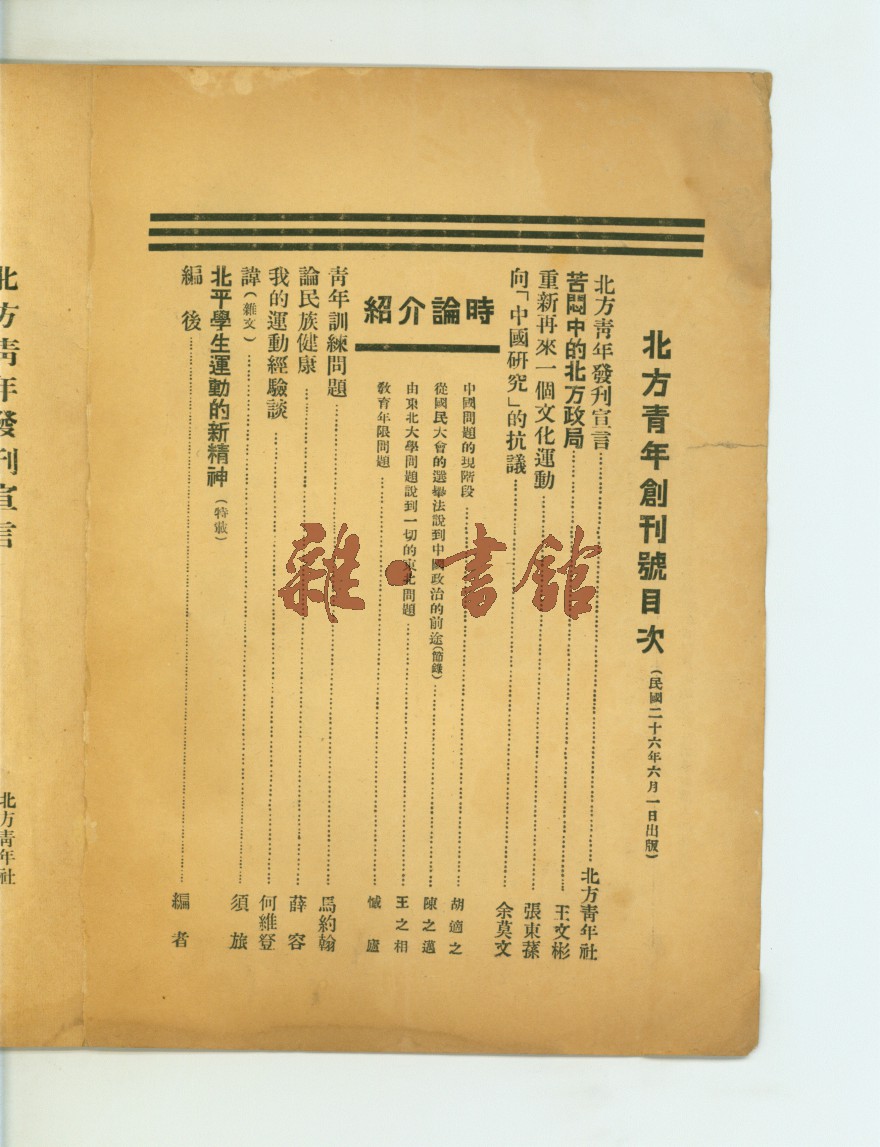 北方青年創刊號目次(民國二十六年六月一日出版)
北方青年發刊宣言……北方青年社
苦悶中的北方政局……王文彬
重新再來一個文化運動……張東蓀
向「中國研究」的抗議……余莫文
時論介紹
中國問題的現階段……胡適之
從國民大會的選舉法說到中國政治的前途(節錄)……陳之邁
由東北大學問題說到一切的東北問題……王之相
教育年限問題……憾廬
青年訓練問題……馬約翰
論民族健康……薛容
我的運動經驗談……何維登
諱(雜文)……須旅
北平學生運動的新精神(特載)
編後……編者
北方青年發刊宣言
北方青年社
雜·書館